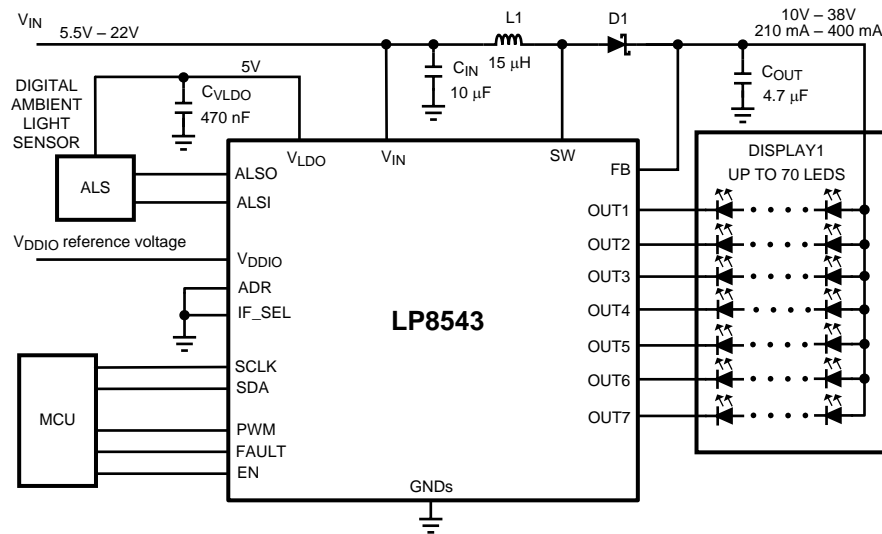 VIN
5.5V – 22V
L1
15 μH
D1
10V – 38V
210 mA – 400 mA
5V
CVLDO
470 nF
CIN
10 μF
COUT
4.7 μF
DIGITAL
AMBIENT
LIGHT
SENSOR
ALS
VLDO
VIN
SW
FB
ALSO
ALSI
VDDIO reference voltage
VDDIO
ADR
IF_SEL
LP8543
MCU
SCLK
SDA
PWM
FAULT
EN
GNDs
OUT1
OUT2
OUT3
OUT4
OUT5
OUT6
OUT7
DISPLAY1
UP TO 70 LEDS